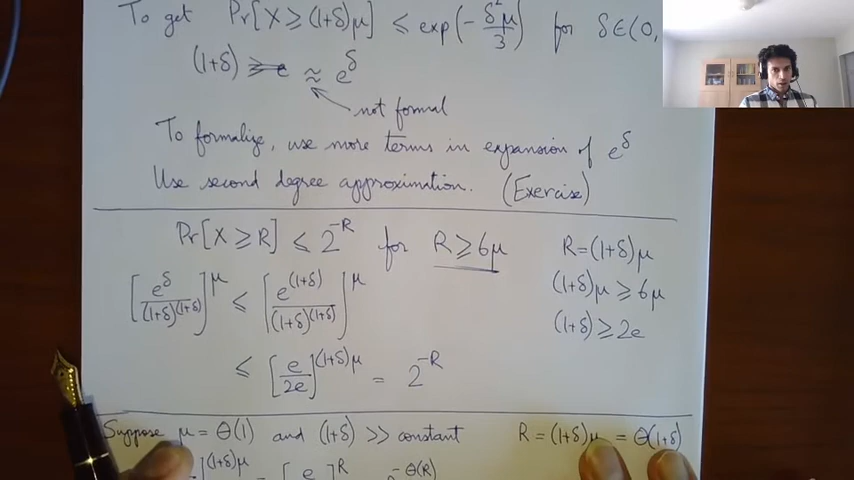 To get Pr[X ≥ (1+δ)μ] ≤ exp(-δ²μ/3) for δ∈(0,
(1+δ) ≈ e^δ
not formal
To formalize, use more terms in expansion of e^δ
Use second degree approximation. (Exercise)
Pr[X ≥ R] ≤ 2^{-R} for R ≥ 6μ
R = (1+δ)μ
(1+δ)μ ≥ 6μ
(1+δ) ≥ 2e
[e^δ/(1+δ)^{(1+δ)}]^μ ≤ [e^{(1+δ)}/(1+δ)^{(1+δ)}]^μ
≤ [e/2e]^{(1+δ)μ} = 2^{-R}
Suppose μ = Θ(1) and (1+δ) >> constant R = (1+δ)μ = Θ(1+δ)
]^{(1+δ)μ} = [e ]^R -Θ(R)